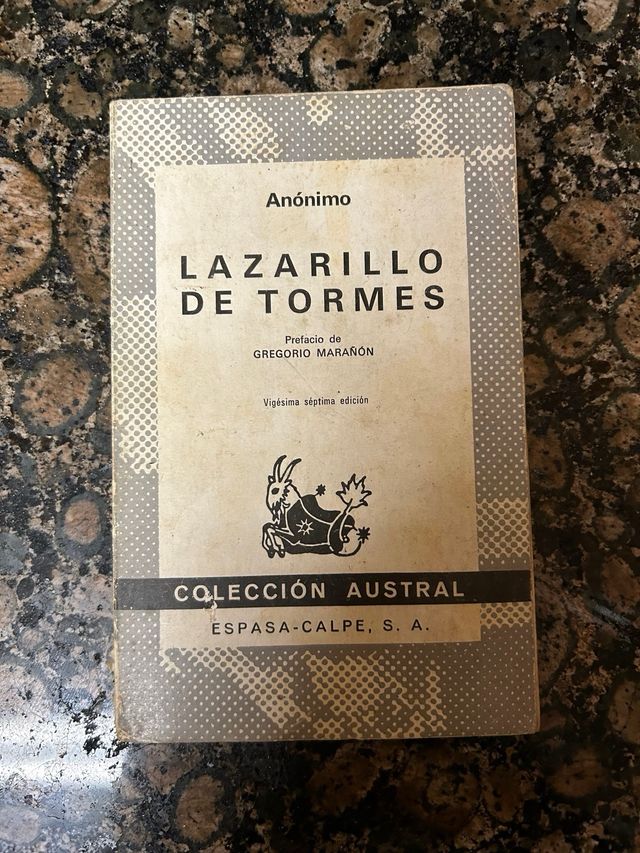 Anónimo
LAZARILLO
DE TORMES
Prefacio de
GREGORIO MARAÑÓN
Vigésima séptima edición
COLECCIÓN AUSTRAL
ESPASA-CALPE, S. A.